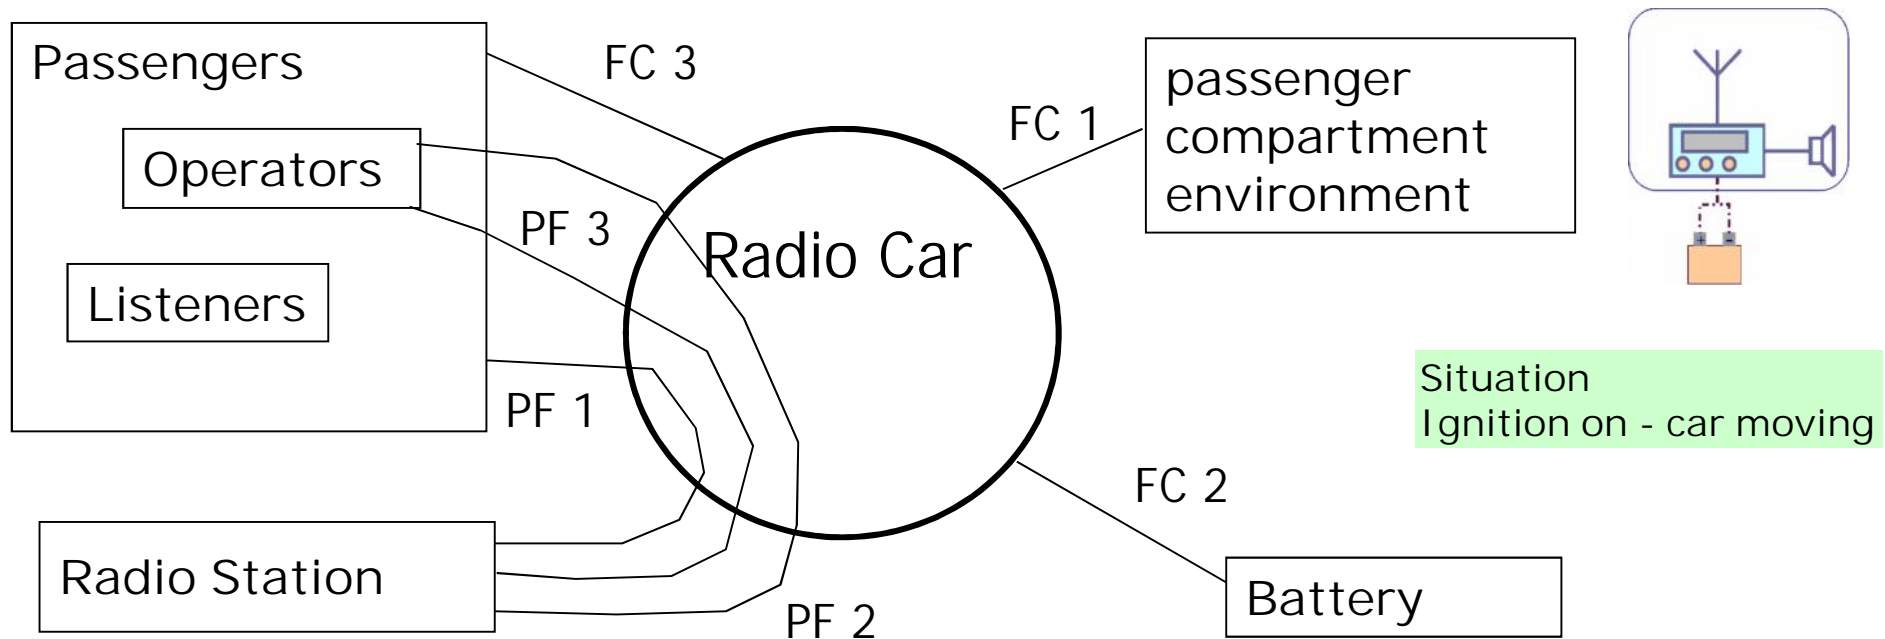 Passengers
FC 3
Operators
PF 3
Listeners
PF 1
Radio Station
PF 2
Radio Car
FC 1
passenger
compartment
environment
+ -
Situation
Ignition on - car moving
FC 2
Battery